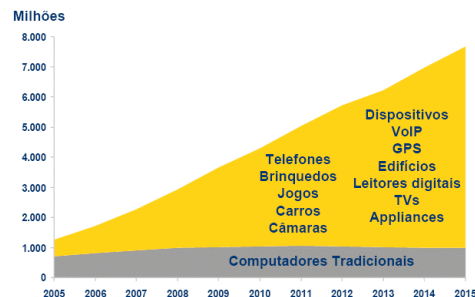 Milhões
8.000
7.000
6.000
5.000
4.000
3.000
2.000
1.000
0
Telefones
Brinquedos
Jogos
Carros
Câmaras
Dispositivos
VoIP
GPS
Edifícios
Leitores digitais
TVs
Appliances
Computadores Tradicionais
2005 2006 2007 2008 2009 2010 2011 2012 2013 2014 2015